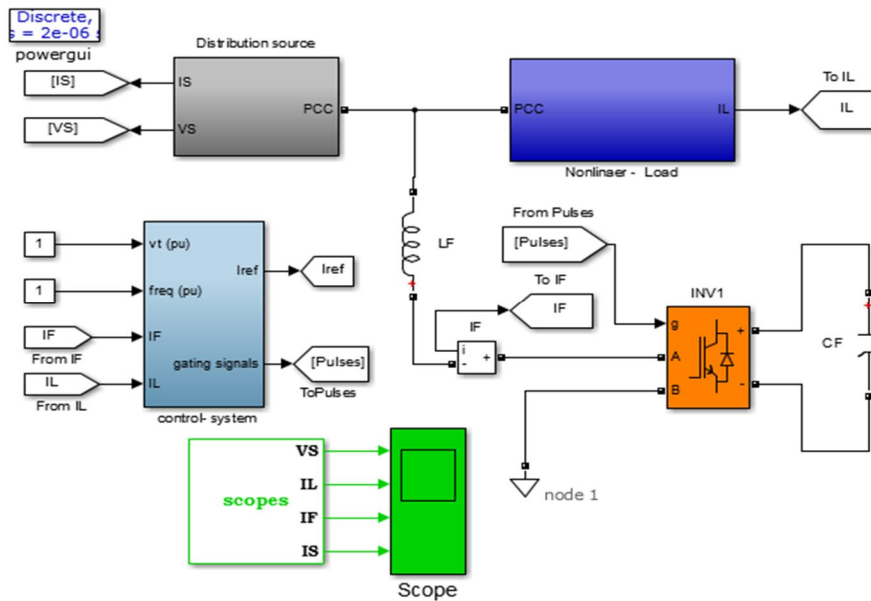 Discrete,
s = 2e-06 s
powergui
Distribution source
[IS]
IS
[VS]
VS
PCC
PCC
IL
Nonlinaer - Load
To IL
IL
1
vt (pu)
1
freq (pu)
IF
From IF
IF
IL
From IL
IL
Iref
Iref
gating signals
[Pulses]
ToPulses
control- system
LF
From Pulses
[Pulses]
To IF
IF
IF
i
-
+
INV1
g
A
B
+
-
CF
node 1
scopes
VS
IL
IF
IS
Scope